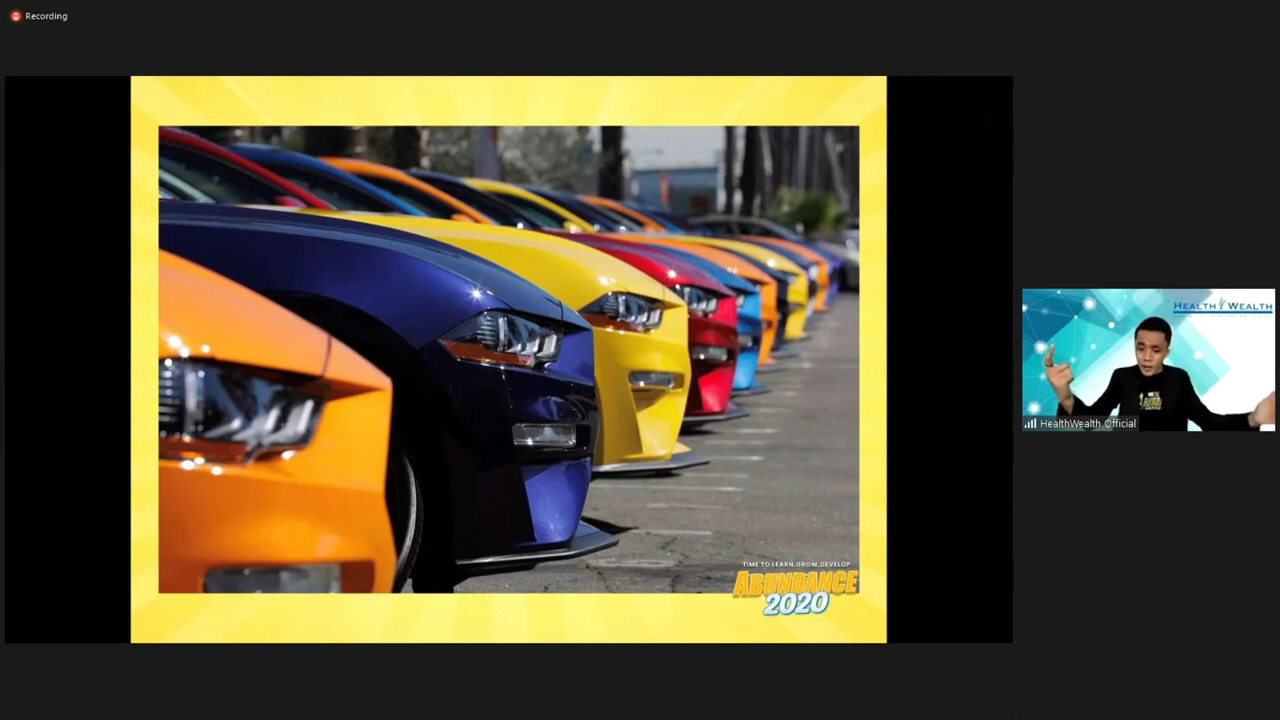 Recording
HEALTH WEALTH
HealthWealth Official
TIME TO LEARN.GROW.DEVELOP
ABUNDANCE
2020